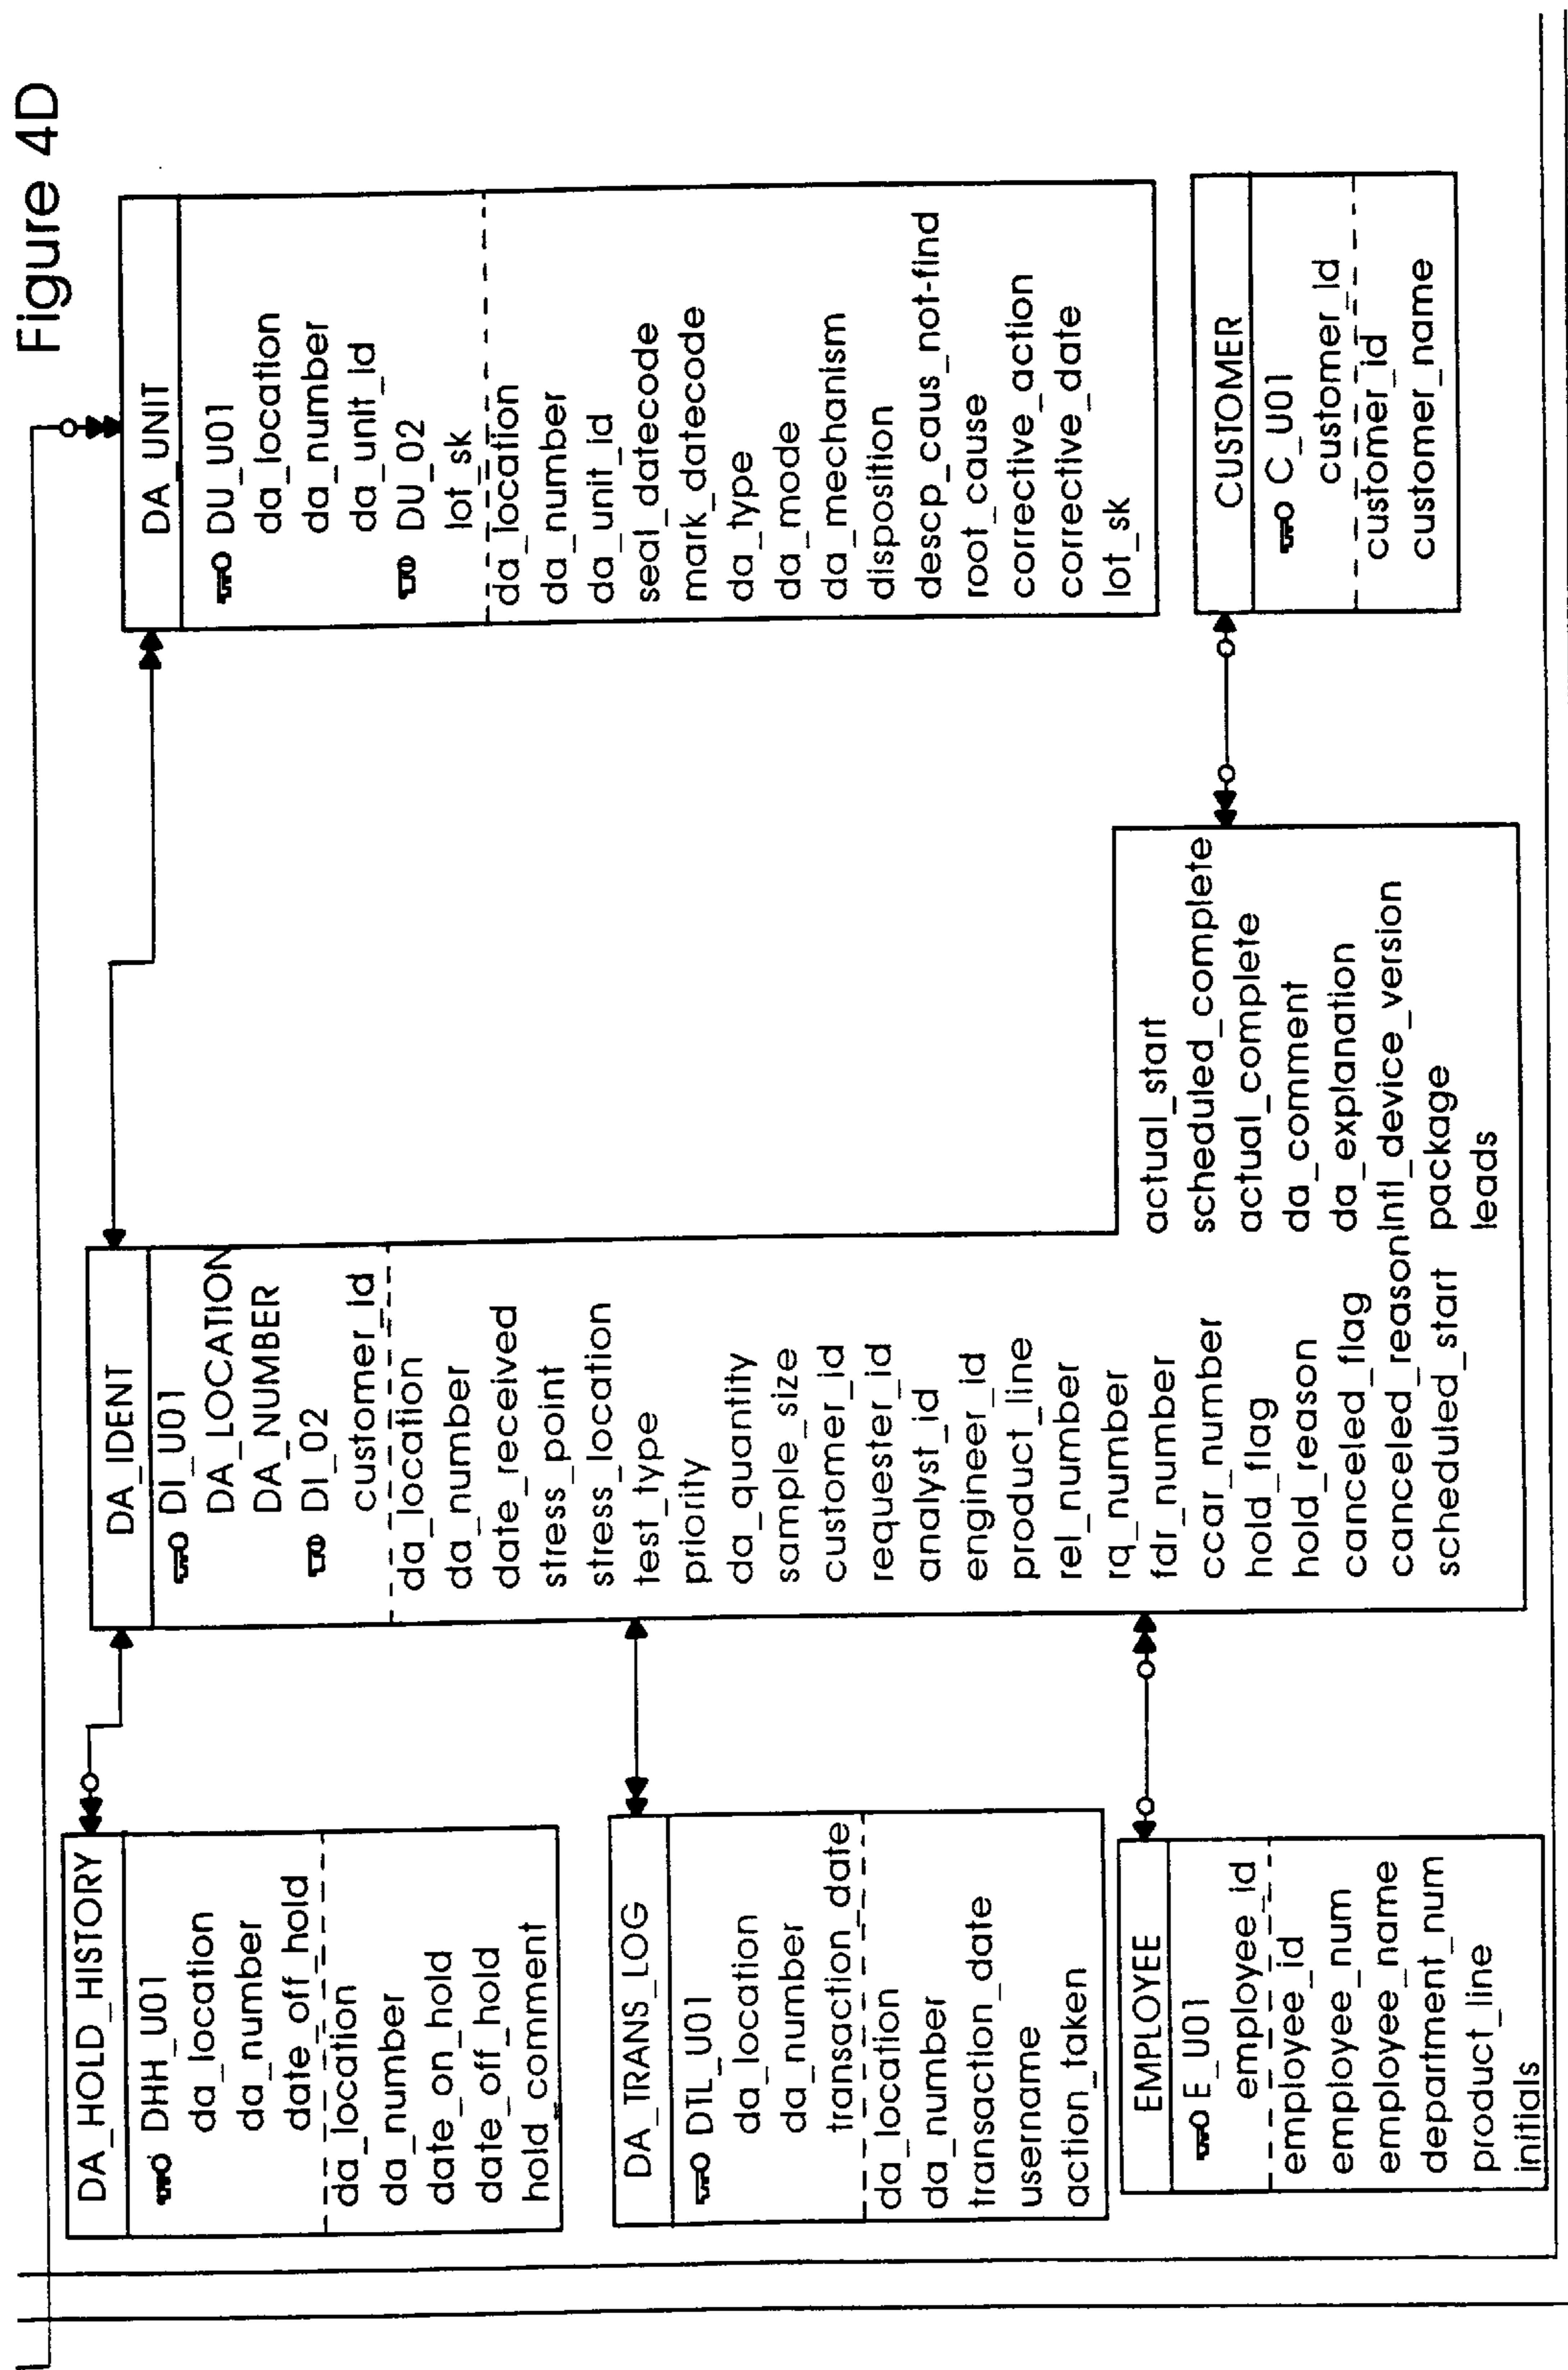 Figure 4D
DA_HOLD_HISTORY
DHH_U01
da_location
da_number
date_off_hold
da_location
da_number
date_on_hold
date_off_hold
hold_comment
DA_TRANS_LOG
DTL_U01
da_location
da_number
transaction_date
da_location
da_number
transaction_date
username
action_taken
EMPLOYEE
E_U01
employee_id
employee_id
employee_num
employee_name
department_num
product_line
initials
DA_IDENT
DI_U01
DA_LOCATION
DA_NUMBER
DI_02
customer_id
da_location
da_number
date_received
stress_point
stress_location
test_type
priority
da_quantity
sample_size
customer_id
requester_id
analyst_id
engineer_id
product_line
rel_number
rq_number
fdr_number
ccar_number
hold_flag
hold_reason
canceled_flag
canceled_reason
scheduled_start
actual_start
scheduled_complete
actual_complete
da_comment
da_explanation
intl_device_version
package
leads
DA_UNIT
DU_U01
da_location
da_number
da_unit_id
DU_02
lot_sk
da_location
da_number
da_unit_id
seal_datecode
mark_datecode
da_type
da_mode
da_mechanism
disposition
descp_caus_not-find
root_cause
corrective_action
corrective_date
lot_sk
CUSTOMER
C_U01
customer_id
customer_id
customer_name